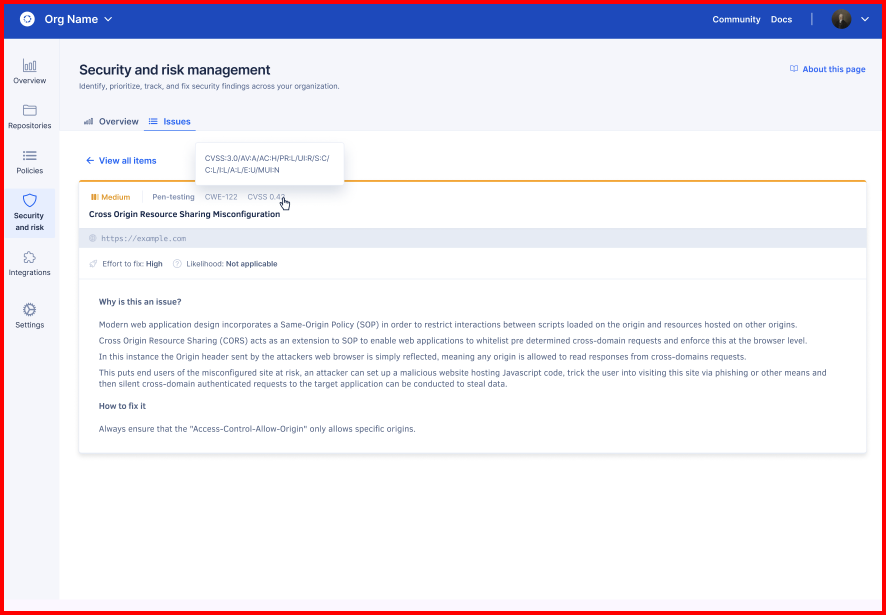 Org Name
Community Docs
Overview
Repositories
Policies
Security
and risk
Integrations
Settings
Security and risk management
Identify, prioritize, track, and fix security findings across your organization.
About this page
Overview Issues
View all items
CVSS:3.0/AV:A/AC:H/PR:L/UI:R/S:C/
C:L/I:L/A:L/E:U/MUI:N
Medium Pen-testing CWE-122 CVSS 0.43
Cross Origin Resource Sharing Misconfiguration
https://example.com
Effort to fix: High Likelihood: Not applicable
Why is this an issue?
Modern web application design incorporates a Same-Origin Policy (SOP) in order to restrict interactions between scripts loaded on the origin and resources hosted on other origins.
Cross Origin Resource Sharing (CORS) acts as an extension to SOP to enable web applications to whitelist pre determined cross-domain requests and enforce this at the browser level.
In this instance the Origin header sent by the attackers web browser is simply reflected, meaning any origin is allowed to read responses from cross-domains requests.
This puts end users of the misconfigured site at risk, an attacker can set up a malicious website hosting Javascript code, trick the user into visiting this site via phishing or other means and
then silent cross-domain authenticated requests to the target application can be conducted to steal data.
How to fix it
Always ensure that the "Access-Control-Allow-Origin" only allows specific origins.